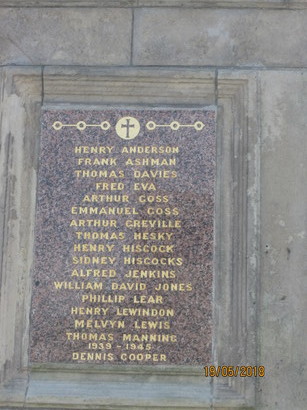 HENRY ANDERSON
FRANK ASHMAN
THOMAS DAVIES
FRED EVA
ARTHUR GOSS
EMMANUEL GOSS
ARTHUR GREVILLE
THOMAS HESKY
HENRY HISCOCK
SIDNEY HISCOCKS
ALFRED JENKINS
WILLIAM DAVID JONES
PHILLIP LEAR
HENRY LEWINDON
MELVYN LEWIS
THOMAS MANNING
1939 - 1945
DENNIS COOPER
19/05/2018